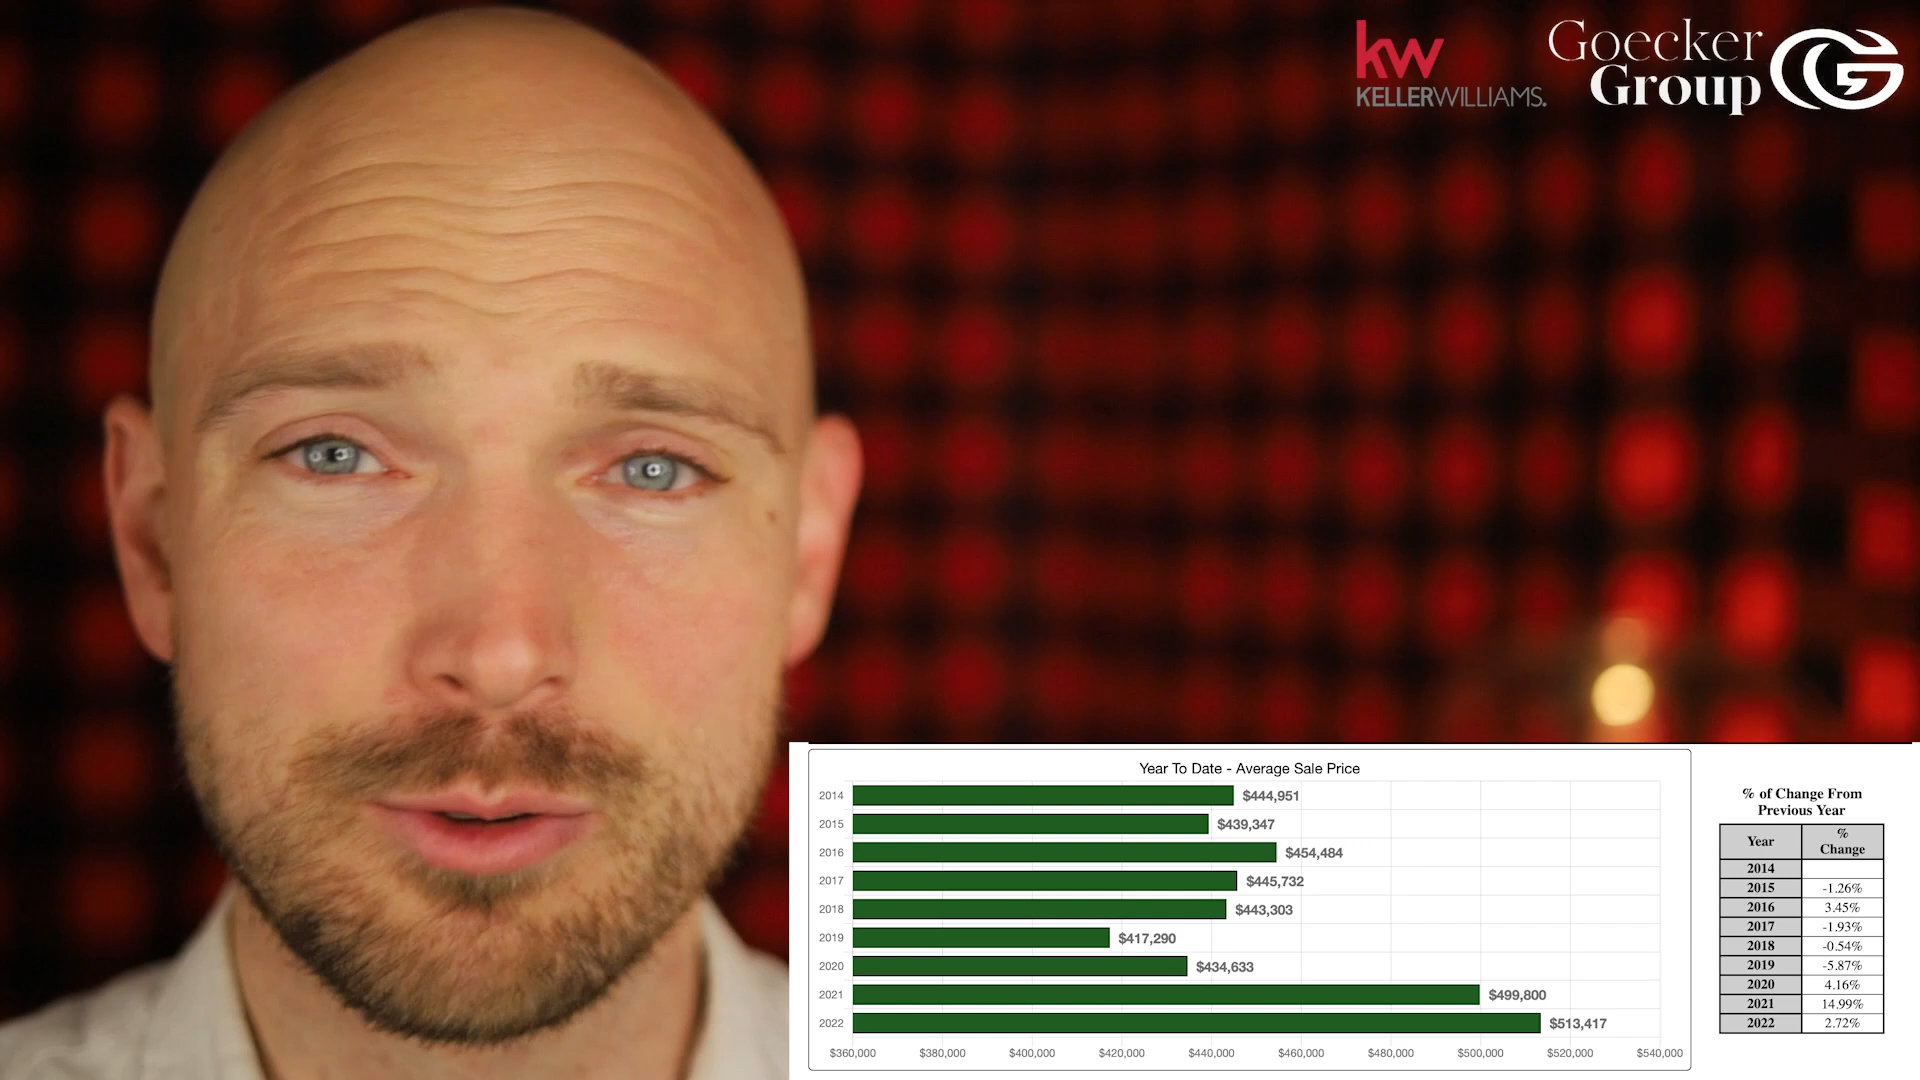 kw
KELLERWILLIAMS.
Goecker
Group
Year To Date - Average Sale Price
2014 $444,951
2015 $439,347
2016 $454,484
2017 $445,732
2018 $443,303
2019 $417,290
2020 $434,633
2021 $499,800
2022 $513,417
$360,000 $380,000 $400,000 $420,000 $440,000 $460,000 $480,000 $500,000 $520,000 $540,000
% of Change From
Previous Year
Year % Change
2014
2015 -1.26%
2016 3.45%
2017 -1.93%
2018 -0.54%
2019 -5.87%
2020 4.16%
2021 14.99%
2022 2.72%